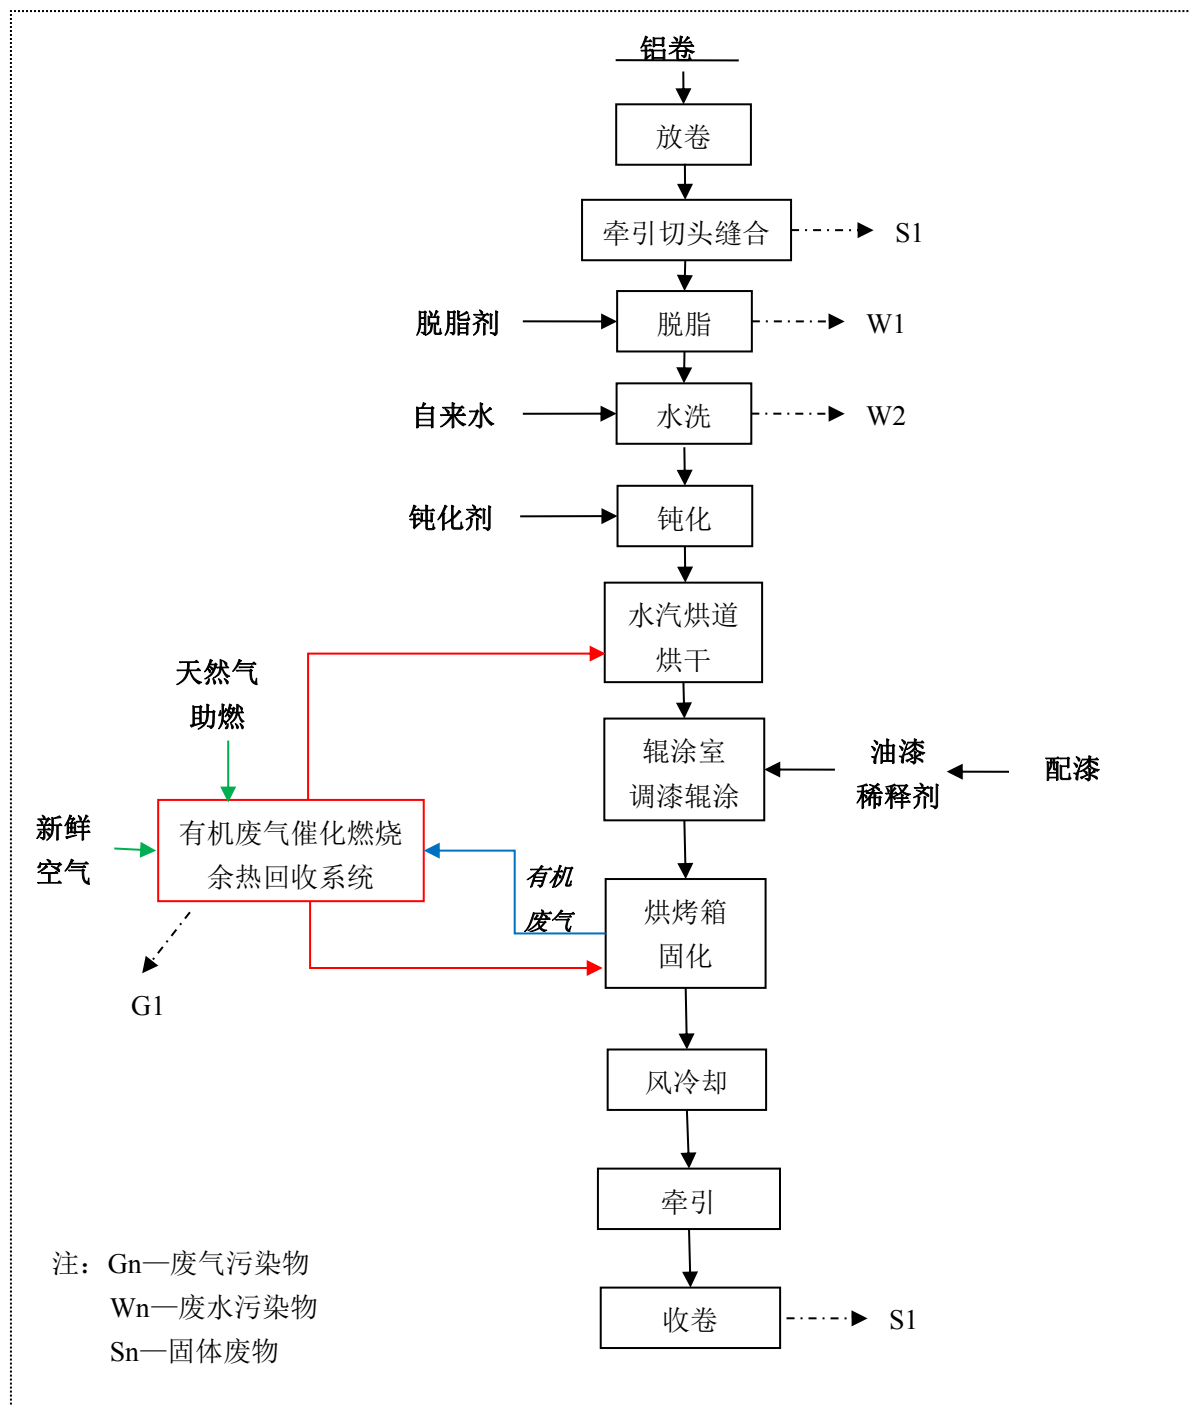 铝卷
放卷
牵引切头缝合
S1
脱脂剂
脱脂
W1
自来水
水洗
W2
钝化剂
钝化
水汽烘道
烘干
天然气
助燃
辊涂室
调漆辊涂
油漆
稀释剂
配漆
新鲜
空气
有机废气催化燃烧
余热回收系统
有机
废气
烘烤箱
固化
G1
风冷却
牵引
收卷
S1
注：Gn—废气污染物
Wn—废水污染物
Sn—固体废物